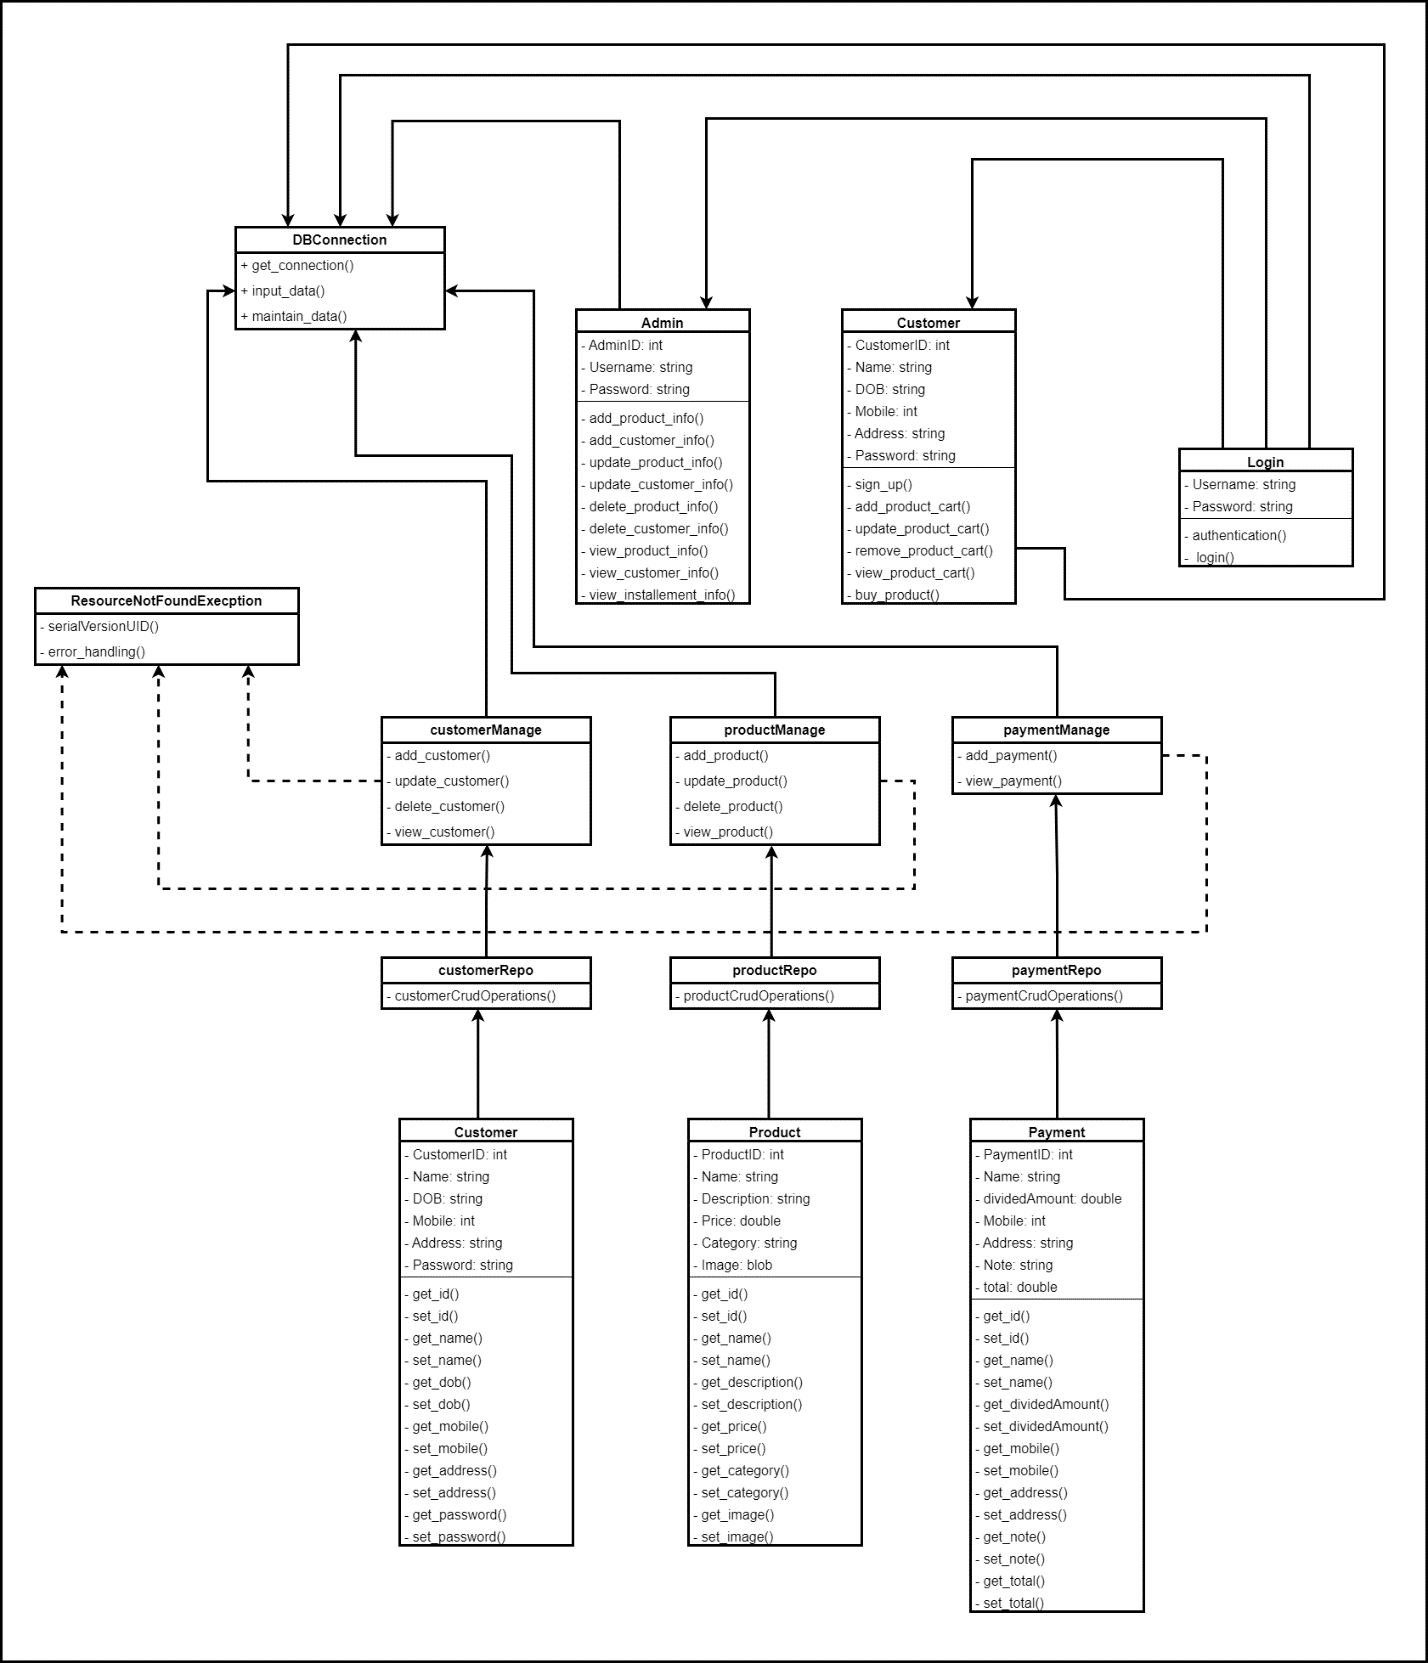 DBConnection
+ get_connection()
+ input_data()
+ maintain_data()
Admin
- AdminID: int
- Username: string
- Password: string
- add_product_info()
- add_customer_info()
- update_product_info()
- update_customer_info()
- delete_product_info()
- delete_customer_info()
- view_product_info()
- view_customer_info()
- view_installement_info()
Customer
- CustomerID: int
- Name: string
- DOB: string
- Mobile: int
- Address: string
- Password: string
- sign_up()
- add_product_cart()
- update_product_cart()
- remove_product_cart()
- view_product_cart()
- buy_product()
Login
- Username: string
- Password: string
- authentication()
- login()
ResourceNotFoundExecption
- serialVersionUID()
- error_handling()
customerManage
- add_customer()
- update_customer()
- delete_customer()
- view_customer()
productManage
- add_product()
- update_product()
- delete_product()
- view_product()
paymentManage
- add_payment()
- view_payment()
customerRepo
- customerCrudOperations()
productRepo
- productCrudOperations()
paymentRepo
- paymentCrudOperations()
Customer
- CustomerID: int
- Name: string
- DOB: string
- Mobile: int
- Address: string
- Password: string
- get_id()
- set_id()
- get_name()
- set_name()
- get_dob()
- set_dob()
- get_mobile()
- set_mobile()
- get_address()
- set_address()
- get_password()
- set_password()
Product
- ProductID: int
- Name: string
- Description: string
- Price: double
- Category: string
- Image: blob
- get_id()
- set_id()
- get_name()
- set_name()
- get_description()
- set_description()
- get_price()
- set_price()
- get_category()
- set_category()
- get_image()
- set_image()
Payment
- PaymentID: int
- Name: string
- dividedAmount: double
- Mobile: int
- Address: string
- Note: string
- total: double
- get_id()
- set_id()
- get_name()
- set_name()
- get_dividedAmount()
- set_dividedAmount()
- get_mobile()
- set_mobile()
- get_address()
- set_address()
- get_note()
- set_note()
- get_total()
- set_total()